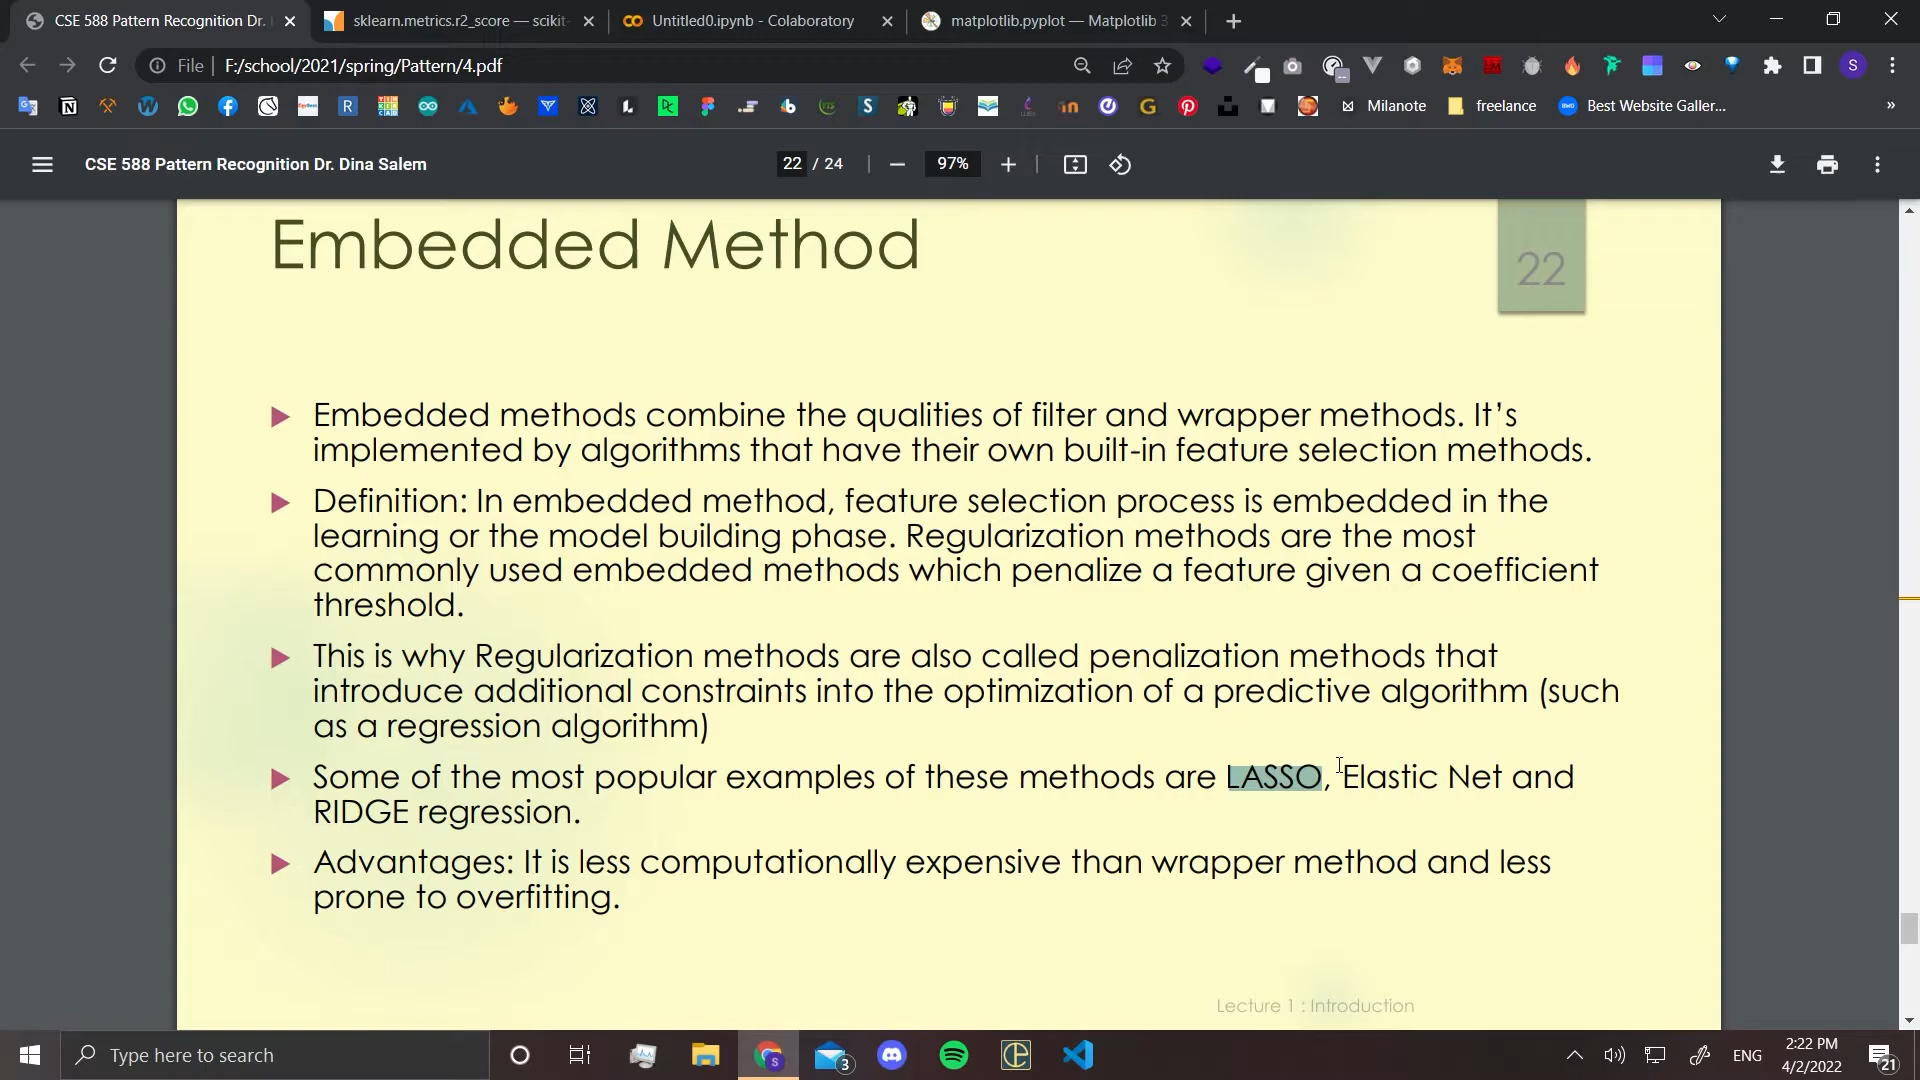 CSE 588 Pattern Recognition Dr.
sklearn.metrics.r2_score — scikit-
Untitled0.ipynb - Colaboratory
matplotlib.pyplot — Matplotlib 3
File
F:/school/2021/spring/Pattern/4.pdf
S
Milanote
freelance
Best Website Galler...
»
CSE 588 Pattern Recognition Dr. Dina Salem
22 / 24
97%
Embedded Method
22
Embedded methods combine the qualities of filter and wrapper methods. It's
implemented by algorithms that have their own built-in feature selection methods.
Definition: In embedded method, feature selection process is embedded in the
learning or the model building phase. Regularization methods are the most
commonly used embedded methods which penalize a feature given a coefficient
threshold.
This is why Regularization methods are also called penalization methods that
introduce additional constraints into the optimization of a predictive algorithm (such
as a regression algorithm)
Some of the most popular examples of these methods are LASSO, Elastic Net and
RIDGE regression.
Advantages: It is less computationally expensive than wrapper method and less
prone to overfitting.
Lecture 1 : Introduction
Type here to search
3
ENG
2:22 PM
4/2/2022
21